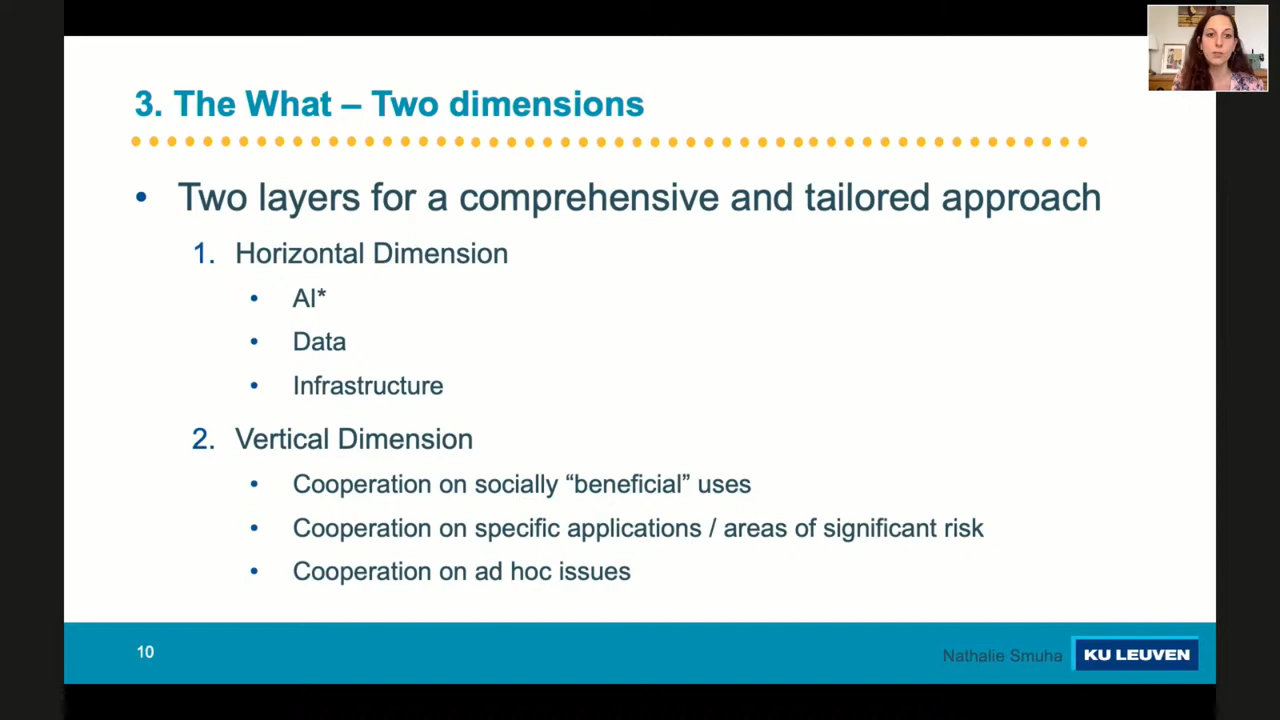 3. The What – Two dimensions
• Two layers for a comprehensive and tailored approach
1. Horizontal Dimension
• AI*
• Data
• Infrastructure
2. Vertical Dimension
• Cooperation on socially “beneficial” uses
• Cooperation on specific applications / areas of significant risk
• Cooperation on ad hoc issues
10
Nathalie Smuha
KU LEUVEN